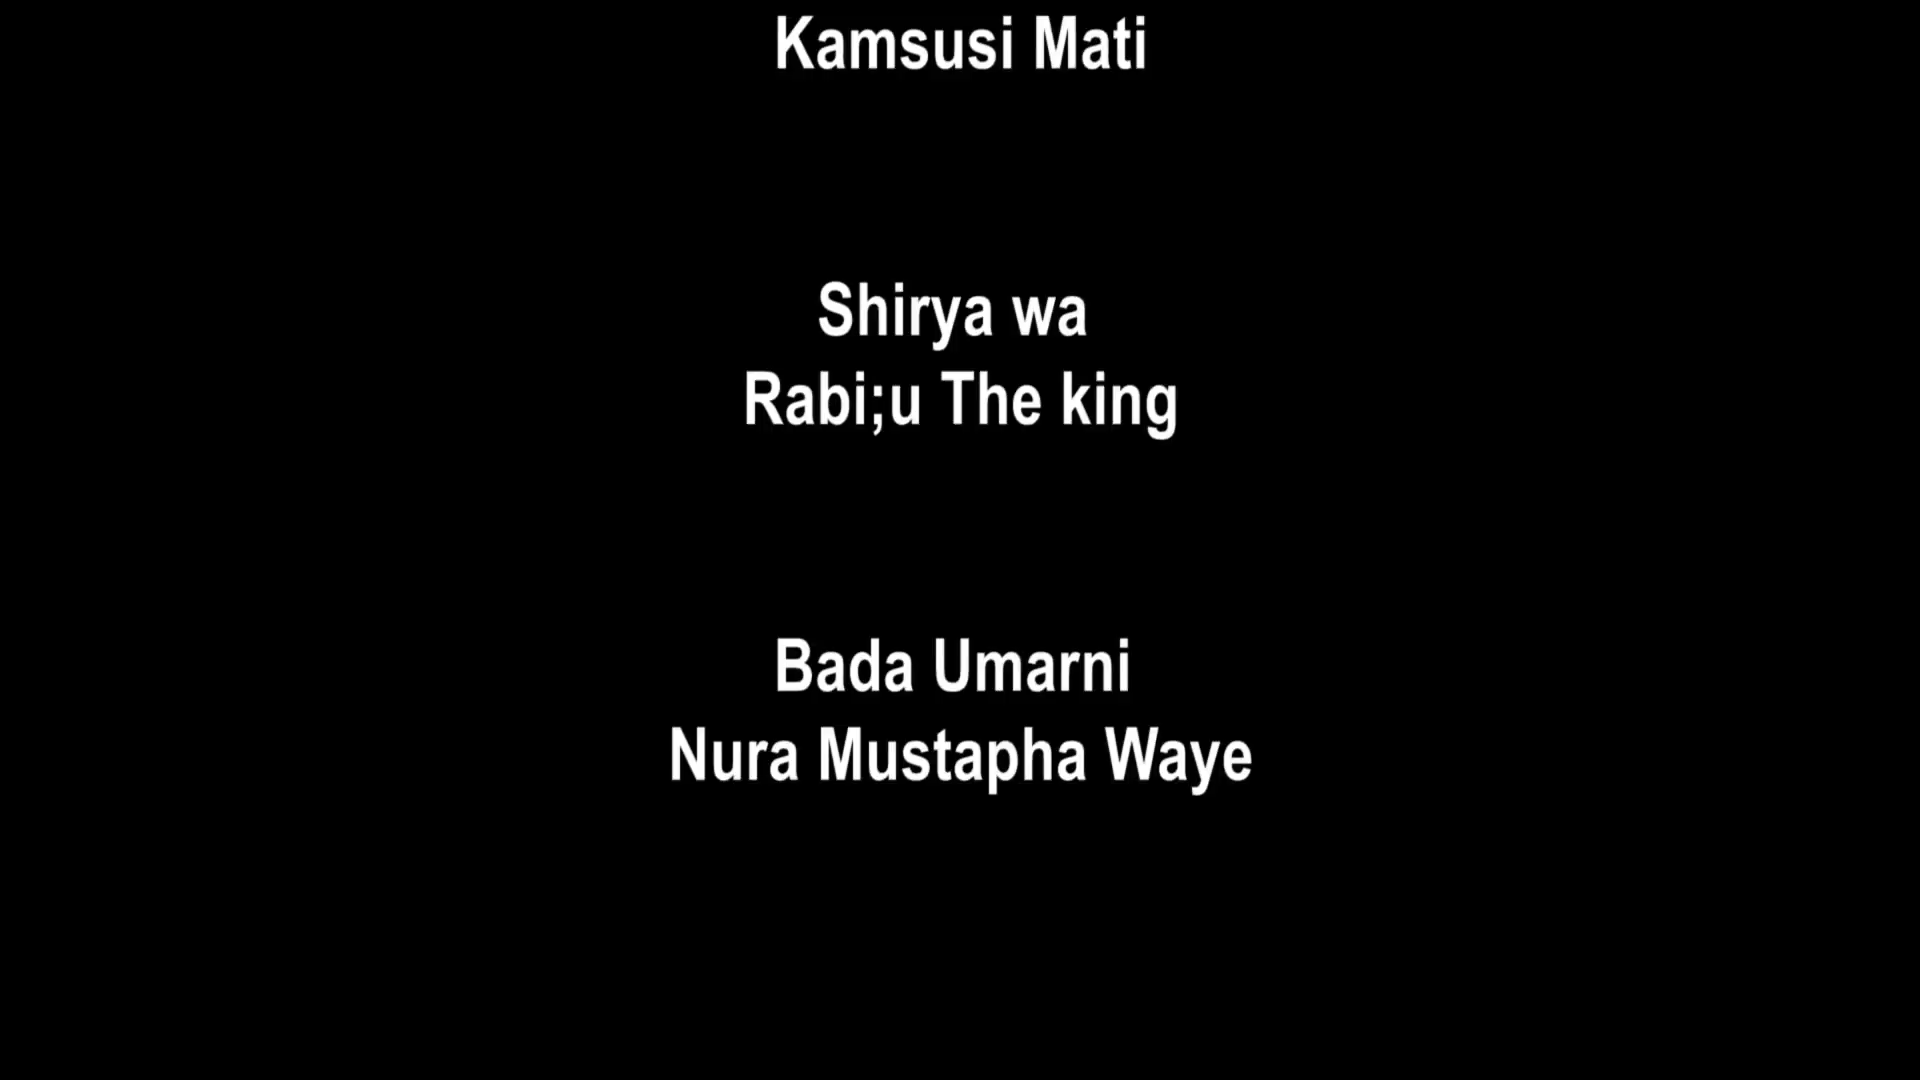 Kamsusi Mati
Shirya wa
Rabi;u The king
Bada Umarni
Nura Mustapha Waye